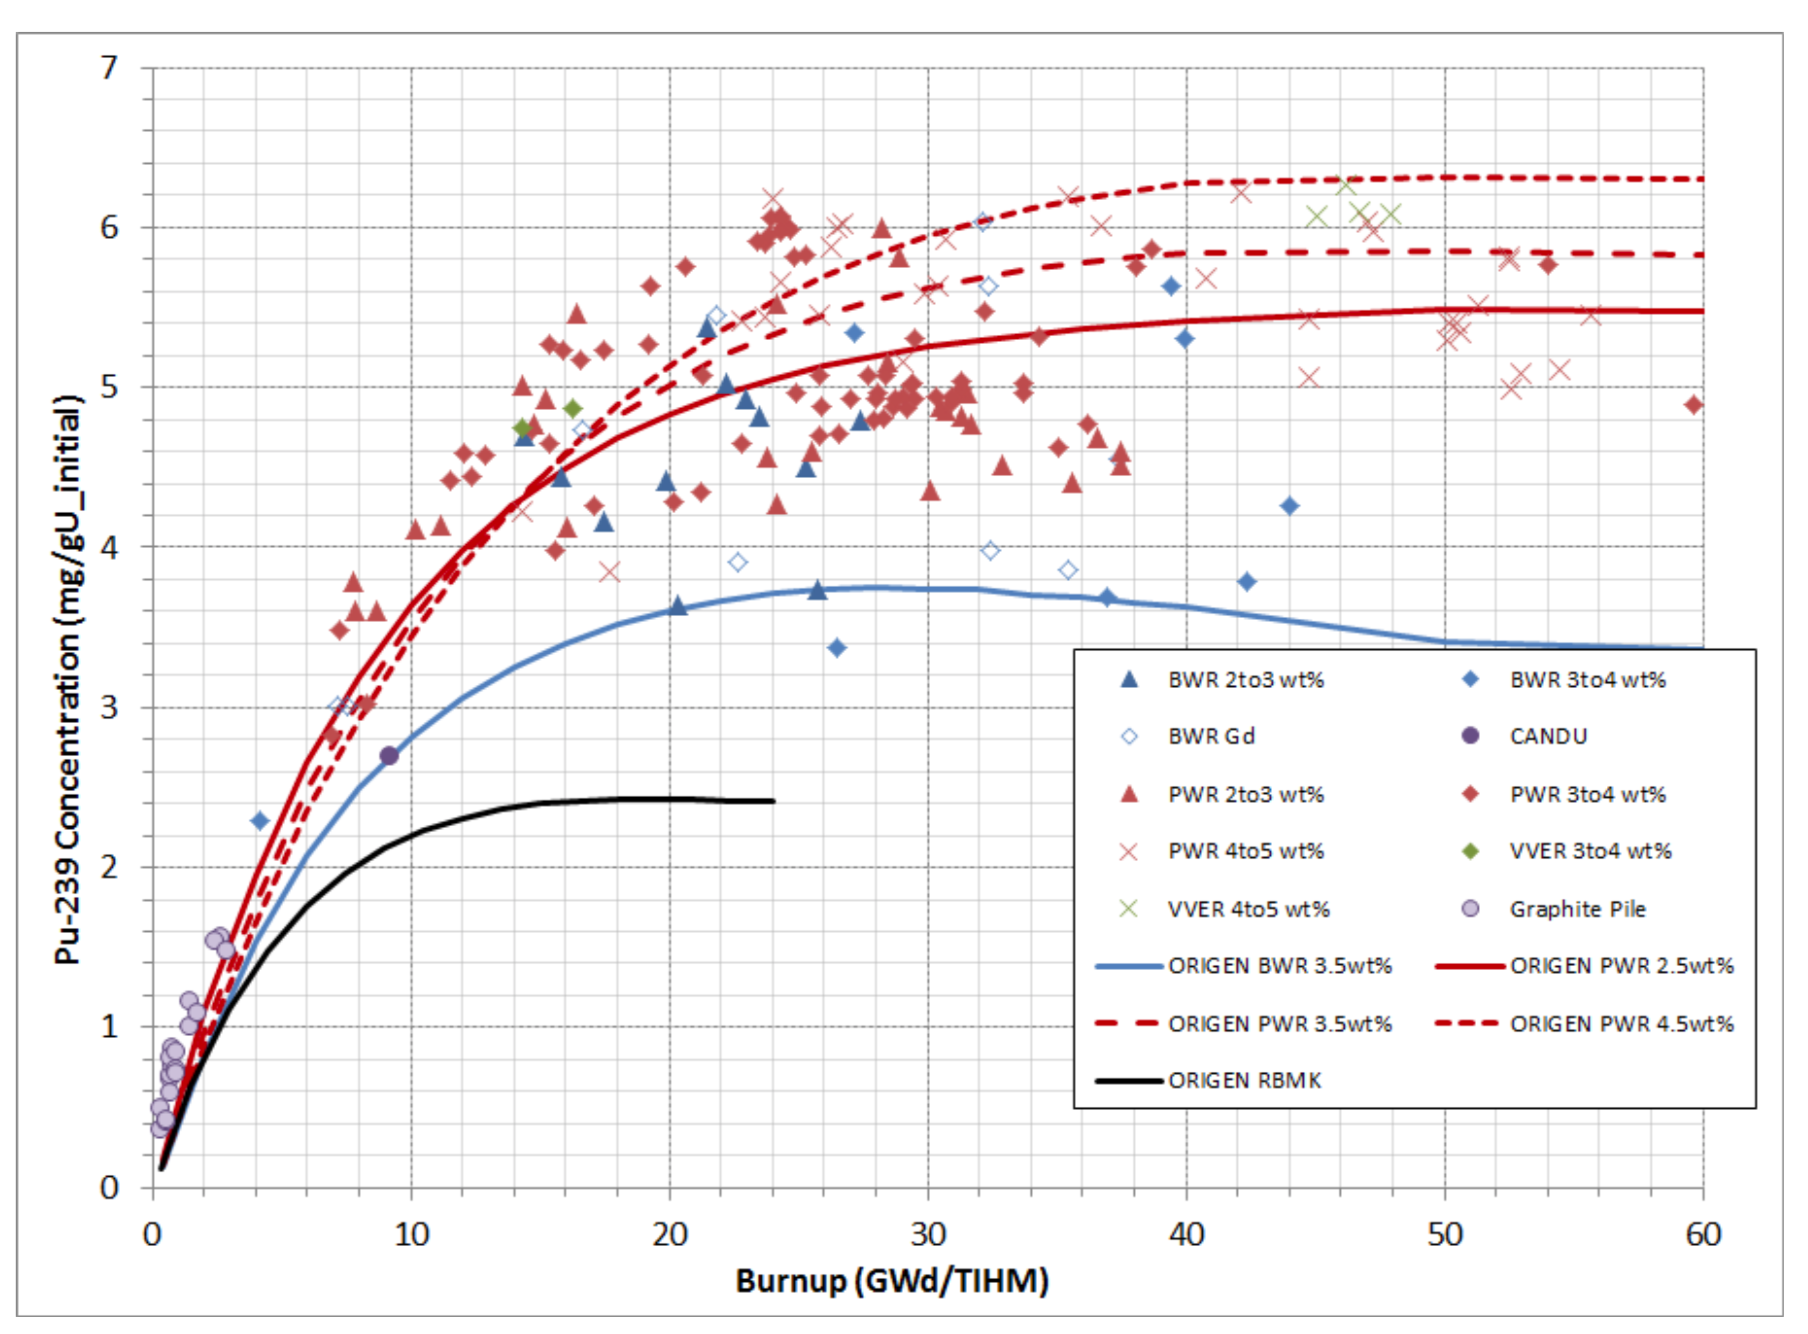 7
6
5
4
3
2
1
0
Pu-239 Concentration (mg/gU_initial)
0 10 20 30 40 50 60
Burnup (GWd/TIHM)
BWR 2to3 wt% BWR 3to4 wt%
BWR Gd CANDU
PWR 2to3 wt% PWR 3to4 wt%
PWR 4to5 wt% VVER 3to4 wt%
VVER 4to5 wt% Graphite Pile
ORIGEN BWR 3.5wt% ORIGEN PWR 2.5wt%
ORIGEN PWR 3.5wt% ORIGEN PWR 4.5wt%
ORIGEN RBMK